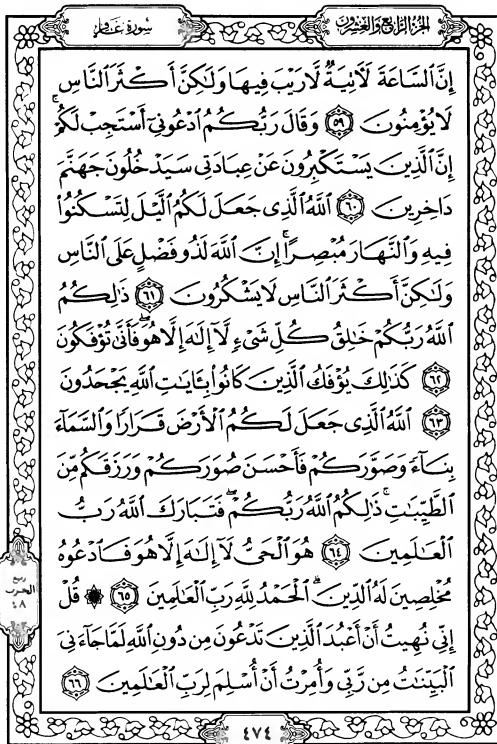 الجزء الرابع والعشرون
سورة غافر
إِنَّ ٱلسَّاعَةَ لَأٓتِيَةٌ لَّا رَيْبَ فِيهَا وَلَٰكِنَّ أَكْثَرَ ٱلنَّاسِ
لَا يُؤْمِنُونَ ٥٩ وَقَالَ رَبُّكُمُ ٱدْعُونِىٓ أَسْتَجِبْ لَكُمْ
إِنَّ ٱلَّذِينَ يَسْتَكْبِرُونَ عَنْ عِبَادَتِى سَيَدْخُلُونَ جَهَنَّمَ
دَاخِرِينَ ٦٠ ٱللَّهُ ٱلَّذِى جَعَلَ لَكُمُ ٱلَّيْلَ لِتَسْكُنُوا۟
فِيهِ وَٱلنَّهَارَ مُبْصِرًا ۚ إِنَّ ٱللَّهَ لَذُو فَضْلٍ عَلَى ٱلنَّاسِ
وَلَٰكِنَّ أَكْثَرَ ٱلنَّاسِ لَا يَشْكُرُونَ ٦١ ذَٰلِكُمُ
ٱللَّهُ رَبُّكُمْ خَٰلِقُ كُلِّ شَىْءٍ لَّآ إِلَٰهَ إِلَّا هُوَ ۖ فَأَنَّىٰ تُؤْفَكُونَ
٦٢ كَذَٰلِكَ يُؤْفَكُ ٱلَّذِينَ كَانُوا۟ بِـَٔايَٰتِ ٱللَّهِ يَجْحَدُونَ
٦٣ ٱللَّهُ ٱلَّذِى جَعَلَ لَكُمُ ٱلْأَرْضَ قَرَارًا وَٱلسَّمَآءَ
بِنَآءً وَصَوَّرَكُمْ فَأَحْسَنَ صُوَرَكُمْ وَرَزَقَكُم مِّنَ
ٱلطَّيِّبَٰتِ ۚ ذَٰلِكُمُ ٱللَّهُ رَبُّكُمْ ۖ فَتَبَارَكَ ٱللَّهُ رَبُّ
ٱلْعَٰلَمِينَ ٦٤ هُوَ ٱلْحَىُّ لَآ إِلَٰهَ إِلَّا هُوَ فَٱدْعُوهُ
مُخْلِصِينَ لَهُ ٱلدِّينَ ۗ ٱلْحَمْدُ لِلَّهِ رَبِّ ٱلْعَٰلَمِينَ ٦٥ ۞ قُلْ
إِنِّى نُهِيتُ أَنْ أَعْبُدَ ٱلَّذِينَ تَدْعُونَ مِن دُونِ ٱللَّهِ لَمَّا جَآءَنِىَ
ٱلْبَيِّنَٰتُ مِن رَّبِّى وَأُمِرْتُ أَنْ أُسْلِمَ لِرَبِّ ٱلْعَٰلَمِينَ ٦٦
ربع
الحزب
٤٨
٤٧٤